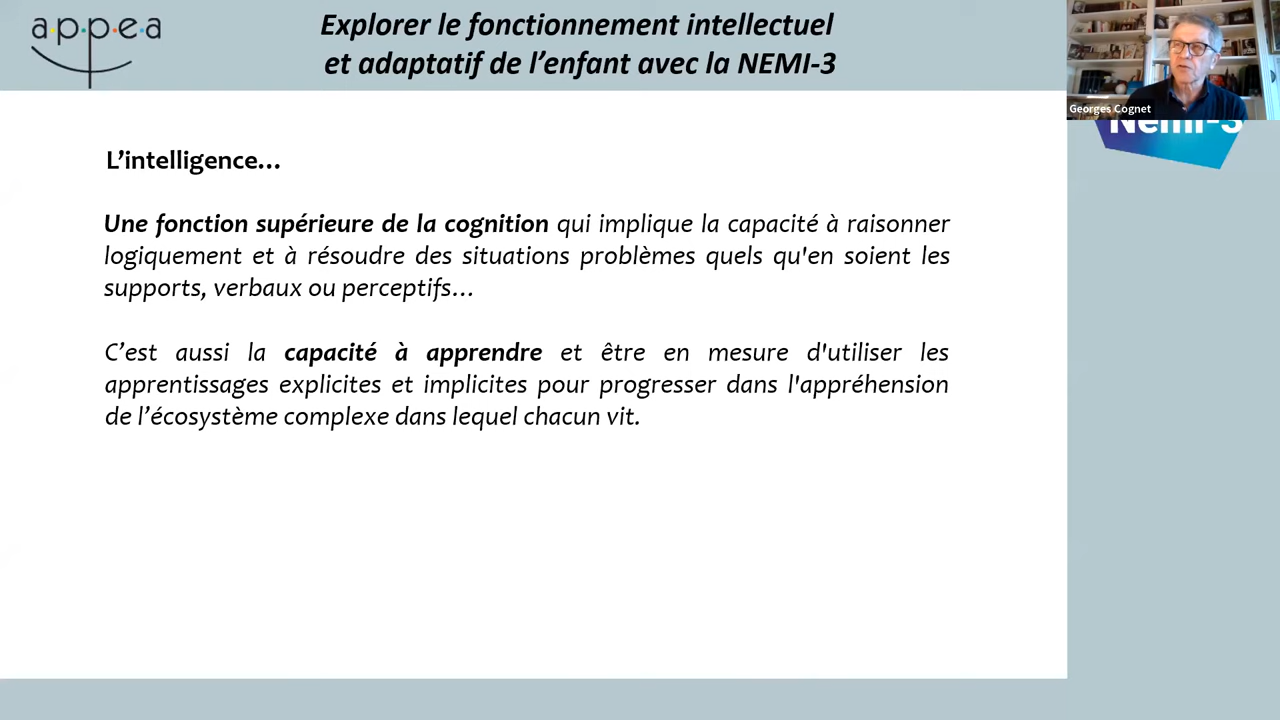 a·p·p·e·a
Explorer le fonctionnement intellectuel
et adaptatif de l’enfant avec la NEMI-3
Georges Cognet
Nemi-3
L’intelligence…
Une fonction supérieure de la cognition qui implique la capacité à raisonner
logiquement et à résoudre des situations problèmes quels qu'en soient les
supports, verbaux ou perceptifs…
C’est aussi la capacité à apprendre et être en mesure d'utiliser les
apprentissages explicites et implicites pour progresser dans l'appréhension
de l’écosystème complexe dans lequel chacun vit.